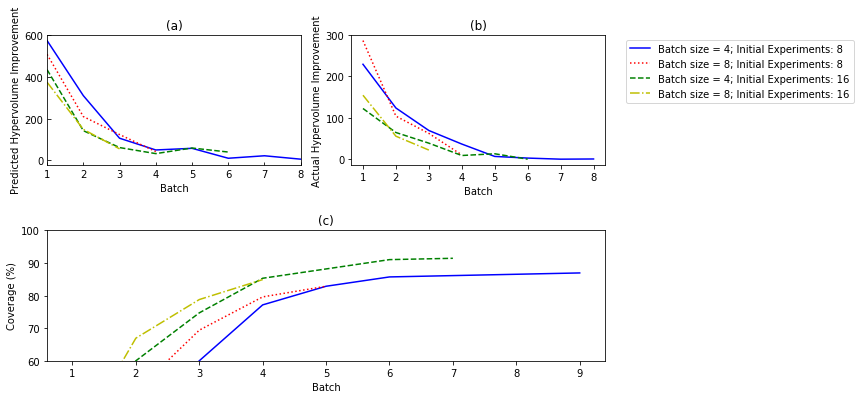 (a)
Predicted Hypervolume Improvement
600
400
200
0
1 2 3 4 5 6 7 8
Batch
(b)
Actual Hypervolume Improvement
300
200
100
0
1 2 3 4 5 6 7 8
Batch
Batch size = 4; Initial Experiments: 8
Batch size = 8; Initial Experiments: 8
Batch size = 4; Initial Experiments: 16
Batch size = 8; Initial Experiments: 16
(c)
Coverage (%)
100
90
80
70
60
1 2 3 4 5 6 7 8 9
Batch